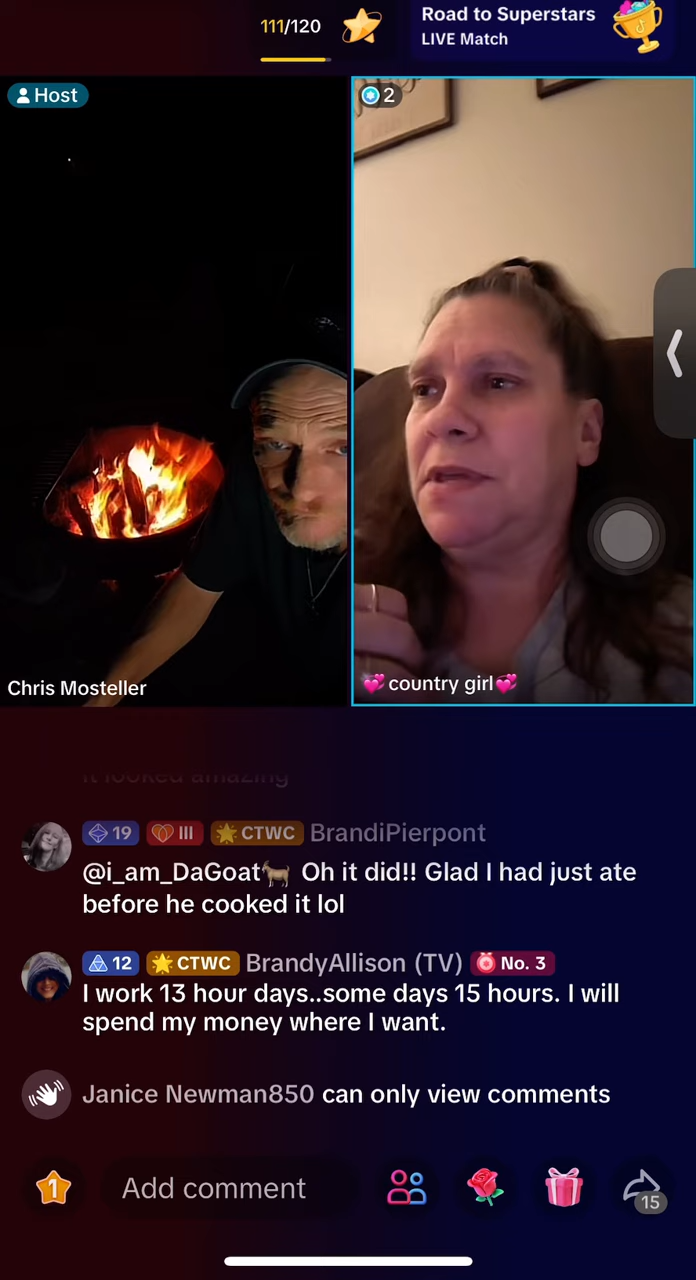 111/120
Road to Superstars
LIVE Match
Host
2
Chris Mosteller
💞 country girl💞
it looked amazing
19 III CTWC BrandiPierpont
@i_am_DaGoat🐐 Oh it did!! Glad I had just ate
before he cooked it lol
12 CTWC BrandyAllison (TV) No. 3
I work 13 hour days..some days 15 hours. I will
spend my money where I want.
Janice Newman850 can only view comments
1
Add comment
15